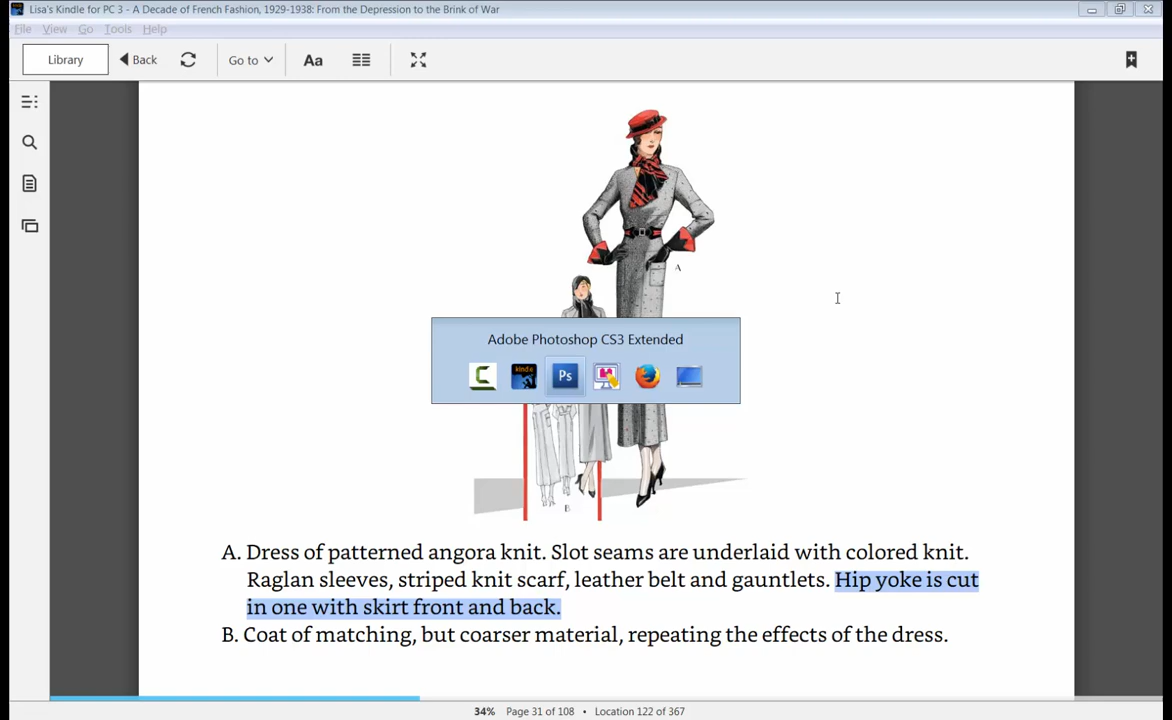 Lisa's Kindle for PC 3 - A Decade of French Fashion, 1929-1938: From the Depression to the Brink of War
File View Go Tools Help
Library Back Go to Aa
A
Adobe Photoshop CS3 Extended
kindle Ps
B
A. Dress of patterned angora knit. Slot seams are underlaid with colored knit.
Raglan sleeves, striped knit scarf, leather belt and gauntlets. Hip yoke is cut
in one with skirt front and back.
B. Coat of matching, but coarser material, repeating the effects of the dress.
34% Page 31 of 108 • Location 122 of 367